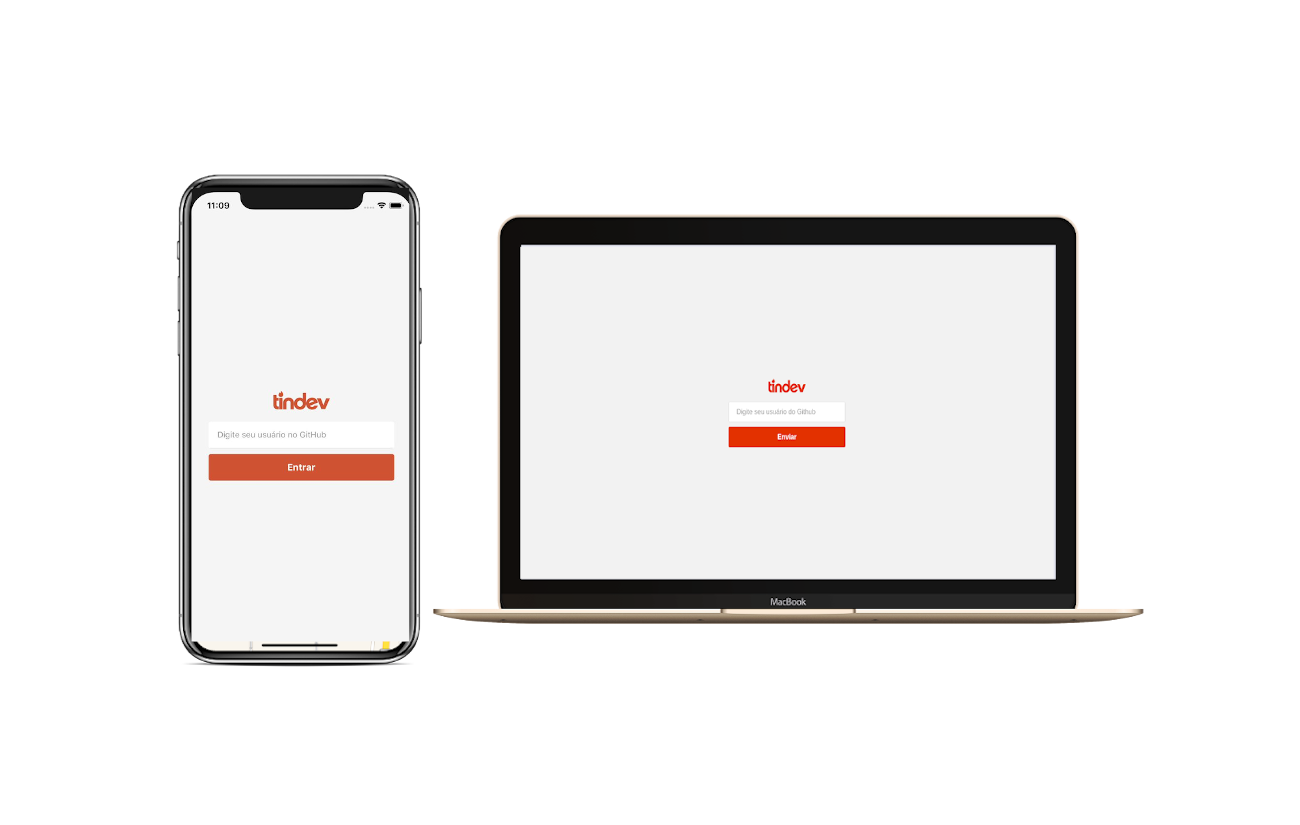 11:09
tindev
Digite seu usuário no GitHub
Entrar
tindev
Digite seu usuário do Github
Enviar
MacBook